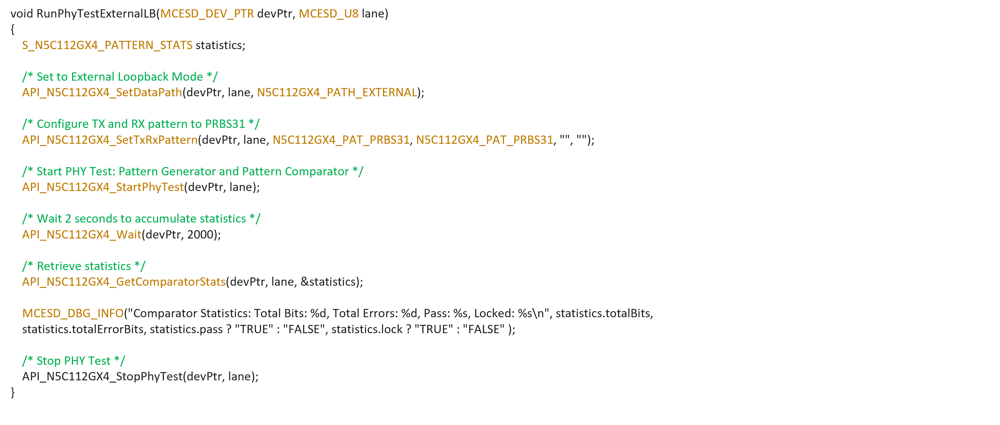 void RunPhyTestExternalLB(MCESD_DEV_PTR devPtr, MCESD_U8 lane)
{
S_N5C112GX4_PATTERN_STATS statistics;
/* Set to External Loopback Mode */
API_N5C112GX4_SetDataPath(devPtr, lane, N5C112GX4_PATH_EXTERNAL);
/* Configure TX and RX pattern to PRBS31 */
API_N5C112GX4_SetTxRxPattern(devPtr, lane, N5C112GX4_PAT_PRBS31, N5C112GX4_PAT_PRBS31, "", "");
/* Start PHY Test: Pattern Generator and Pattern Comparator */
API_N5C112GX4_StartPhyTest(devPtr, lane);
/* Wait 2 seconds to accumulate statistics */
API_N5C112GX4_Wait(devPtr, 2000);
/* Retrieve statistics */
API_N5C112GX4_GetComparatorStats(devPtr, lane, &statistics);
MCESD_DBG_INFO("Comparator Statistics: Total Bits: %d, Total Errors: %d, Pass: %s, Locked: %s\n", statistics.totalBits,
statistics.totalErrorBits, statistics.pass ? "TRUE" : "FALSE", statistics.lock ? "TRUE" : "FALSE" );
/* Stop PHY Test */
API_N5C112GX4_StopPhyTest(devPtr, lane);
}